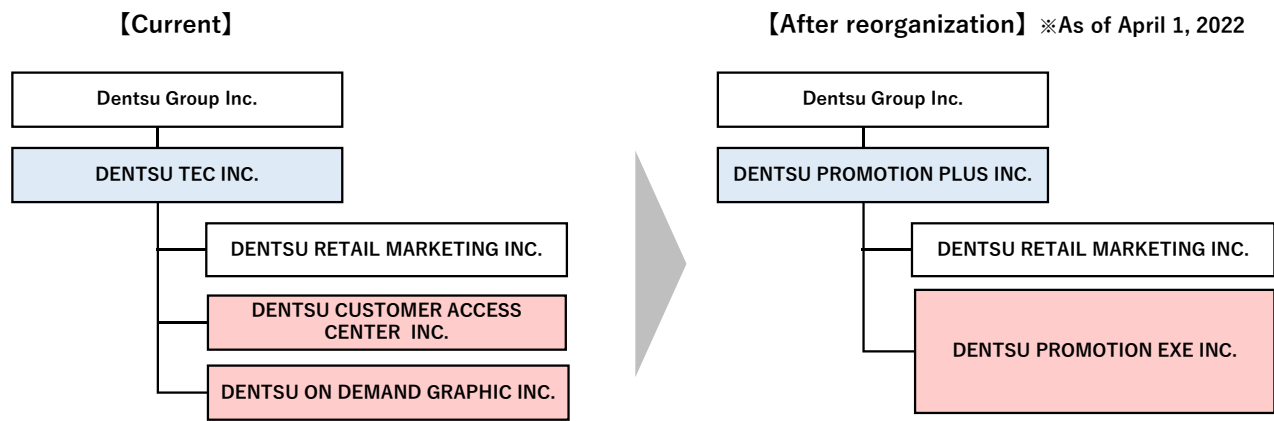 【Current】
Dentsu Group Inc.
DENTSU TEC INC.
DENTSU RETAIL MARKETING INC.
DENTSU CUSTOMER ACCESS
CENTER  INC.
DENTSU ON DEMAND GRAPHIC INC.
【After reorganization】 ※As of April 1, 2022
Dentsu Group Inc.
DENTSU PROMOTION PLUS INC.
DENTSU RETAIL MARKETING INC.
DENTSU PROMOTION EXE INC.